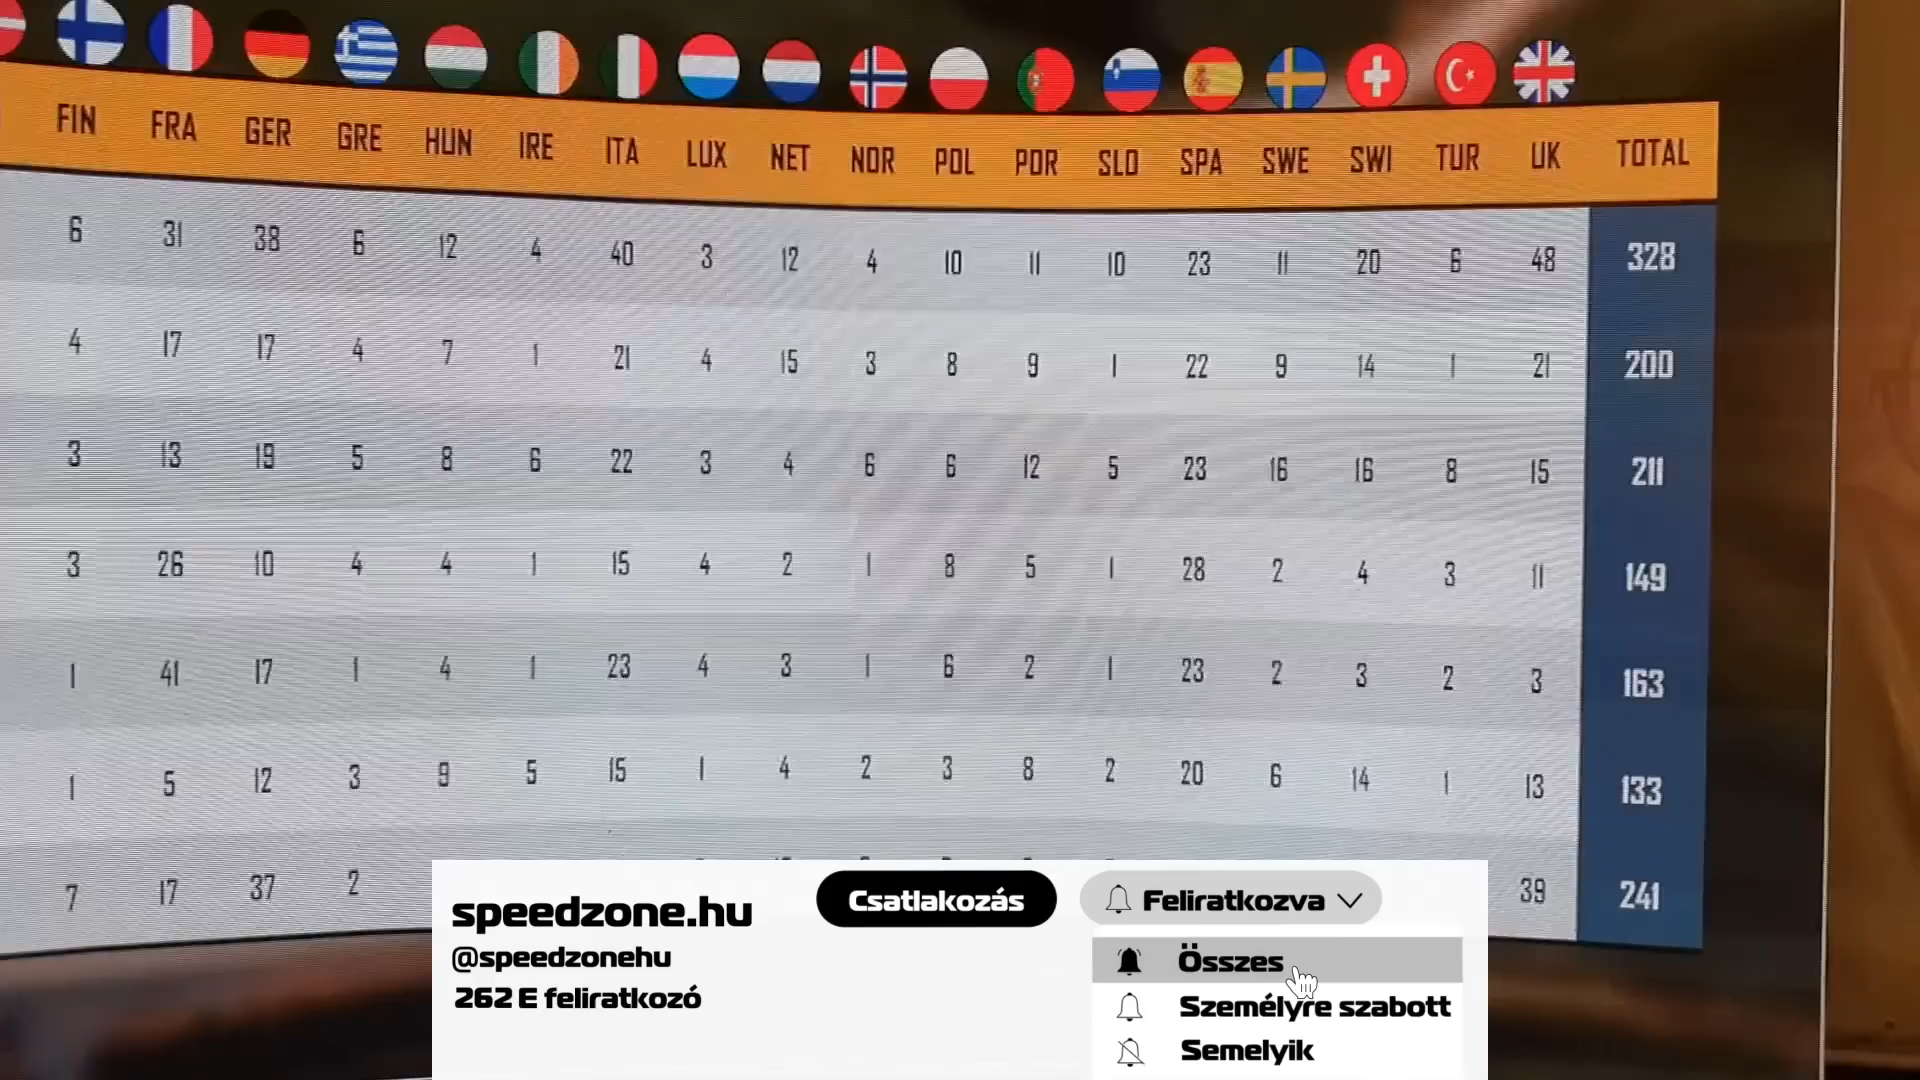 FIN FRA GER GRE HUN IRE ITA LUX NET NOR POL POR SLO SPA SWE SWI TUR UK TOTAL
6 31 38 6 12 4 40 3 12 4 10 11 10 23 11 20 6 48 328
4 17 17 4 7 1 21 4 15 3 8 9 1 22 9 14 1 21 200
3 13 19 5 8 6 22 3 4 6 6 12 5 23 16 16 8 15 211
3 26 10 4 4 1 15 4 2 1 8 5 1 28 2 4 3 11 149
1 41 17 1 4 1 23 4 3 1 6 2 1 23 2 3 2 3 163
1 5 12 3 9 5 15 1 4 2 3 8 2 20 6 14 1 13 133
7 17 37 2 39 241
speedzone.hu
@speedzonehu
262 E feliratkozó
Csatlakozás
Feliratkozva
Összes
Személyre szabott
Semelyik